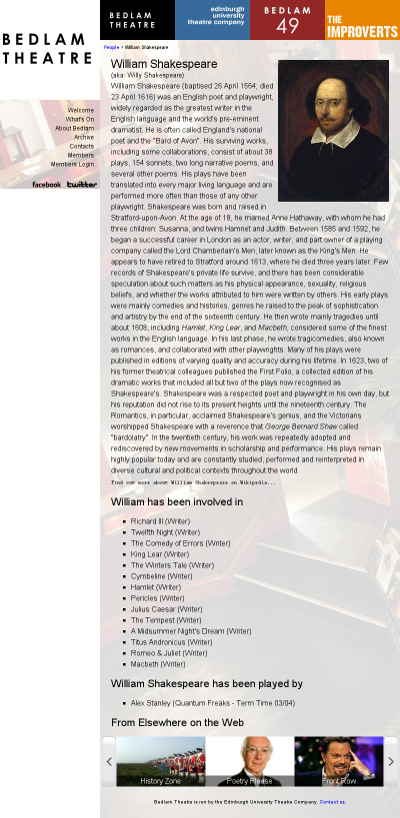 BEDLAM
THEATRE
BEDLAM
THEATRE
edinburgh
university
theatre company
BEDLAM
49
THE
IMPROVERTS
Welcome
What's On
About Bedlam
Archive
Contacts
Members
Members Login
facebook twitter
People > William Shakespeare
William Shakespeare
(aka: Willy Shakespeare)
William Shakespeare (baptised 26 April 1564; died
23 April 1616) was an English poet and playwright,
widely regarded as the greatest writer in the
English language and the world's pre-eminent
dramatist. He is often called England's national
poet and the "Bard of Avon". His surviving works,
including some collaborations, consist of about 38
plays, 154 sonnets, two long narrative poems, and
several other poems. His plays have been
translated into every major living language and are
performed more often than those of any other
playwright. Shakespeare was born and raised in
Stratford-upon-Avon. At the age of 18, he married Anne Hathaway, with whom he had
three children: Susanna, and twins Hamnet and Judith. Between 1585 and 1592, he
began a successful career in London as an actor, writer, and part owner of a playing
company called the Lord Chamberlain's Men, later known as the King's Men. He
appears to have retired to Stratford around 1613, where he died three years later. Few
records of Shakespeare's private life survive, and there has been considerable
speculation about such matters as his physical appearance, sexuality, religious
beliefs, and whether the works attributed to him were written by others. His early plays
were mainly comedies and histories, genres he raised to the peak of sophistication
and artistry by the end of the sixteenth century. He then wrote mainly tragedies until
about 1608, including Hamlet, King Lear, and Macbeth, considered some of the finest
works in the English language. In his last phase, he wrote tragicomedies, also known
as romances, and collaborated with other playwrights. Many of his plays were
published in editions of varying quality and accuracy during his lifetime. In 1623, two of
his former theatrical colleagues published the First Folio, a collected edition of his
dramatic works that included all but two of the plays now recognised as
Shakespeare's. Shakespeare was a respected poet and playwright in his own day, but
his reputation did not rise to its present heights until the nineteenth century. The
Romantics, in particular, acclaimed Shakespeare's genius, and the Victorians
worshipped Shakespeare with a reverence that George Bernard Shaw called
"bardolatry". In the twentieth century, his work was repeatedly adopted and
rediscovered by new movements in scholarship and performance. His plays remain
highly popular today and are constantly studied, performed and reinterpreted in
diverse cultural and political contexts throughout the world.
Find out more about William Shakespeare on Wikipedia...
William has been involved in
Richard III (Writer)
Twelfth Night (Writer)
The Comedy of Errors (Writer)
King Lear (Writer)
The Winters Tale (Writer)
Cymbeline (Writer)
Hamlet (Writer)
Pericles (Writer)
Julius Caesar (Writer)
The Tempest (Writer)
A Midsummer Night's Dream (Writer)
Titus Andronicus (Writer)
Romeo & Juliet (Writer)
Macbeth (Writer)
William Shakespeare has been played by
Alex Stanley (Quantum Freaks - Term Time 03/04)
From Elsewhere on the Web
History Zone
Poetry Please
Front Row
Bedlam Theatre is run by the Edinburgh University Theatre Company. Contact us.